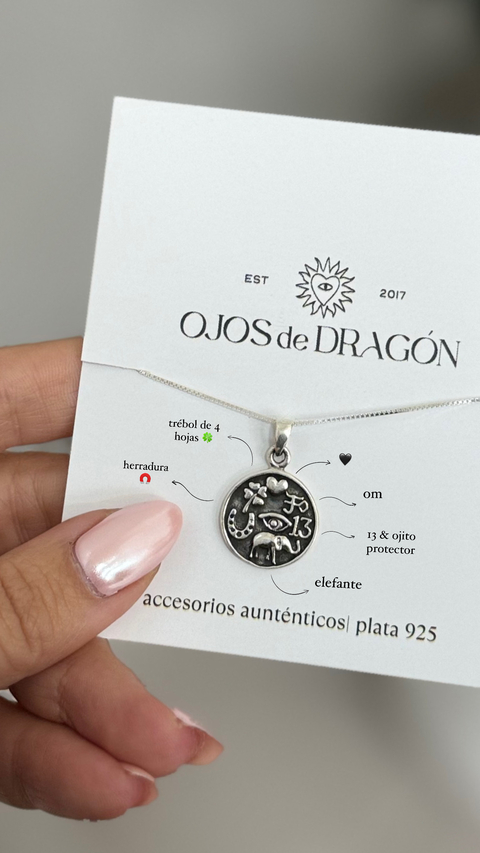 EST 2017
OJOS de DRAGÓN
trébol de 4
hojas 🍀
herradura
🧲
🖤
om
13
13 & ojito
protector
elefante
accesorios aunténticos| plata 925